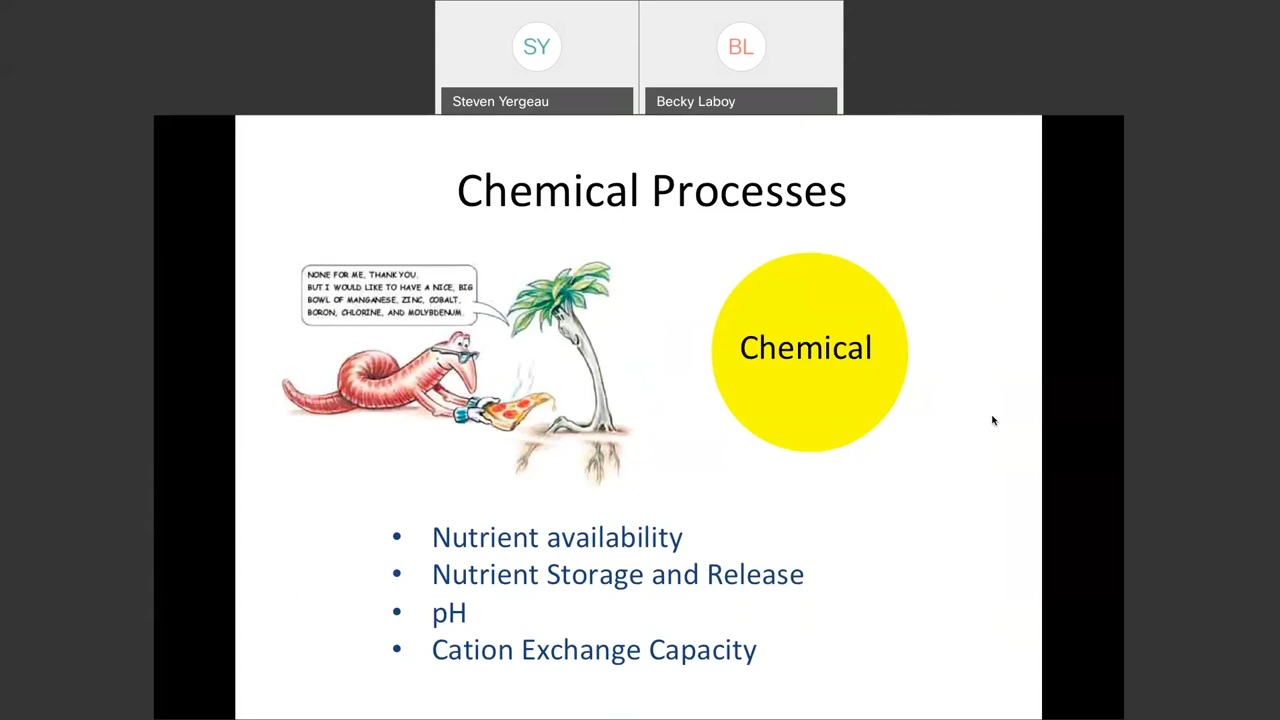 SY
BL
Steven Yergeau
Becky Laboy
Chemical Processes
NONE FOR ME, THANK YOU.
BUT I WOULD LIKE TO HAVE A NICE, BIG
BOWL OF MANGANESE, ZINC, COBALT,
BORON, CHLORINE, AND MOLYBDENUM.
Chemical
• Nutrient availability
• Nutrient Storage and Release
• pH
• Cation Exchange Capacity